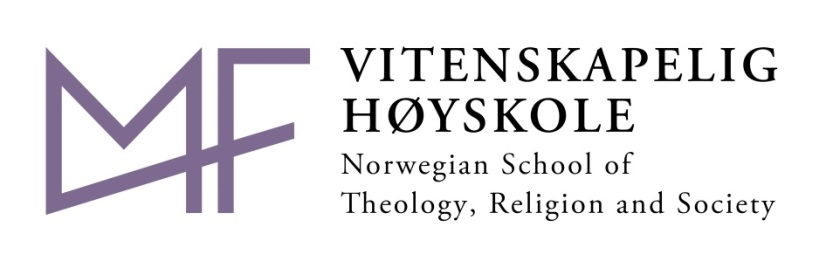 MF
VITENSKAPELIG
HØYSKOLE
Norwegian School of
Theology, Religion and Society